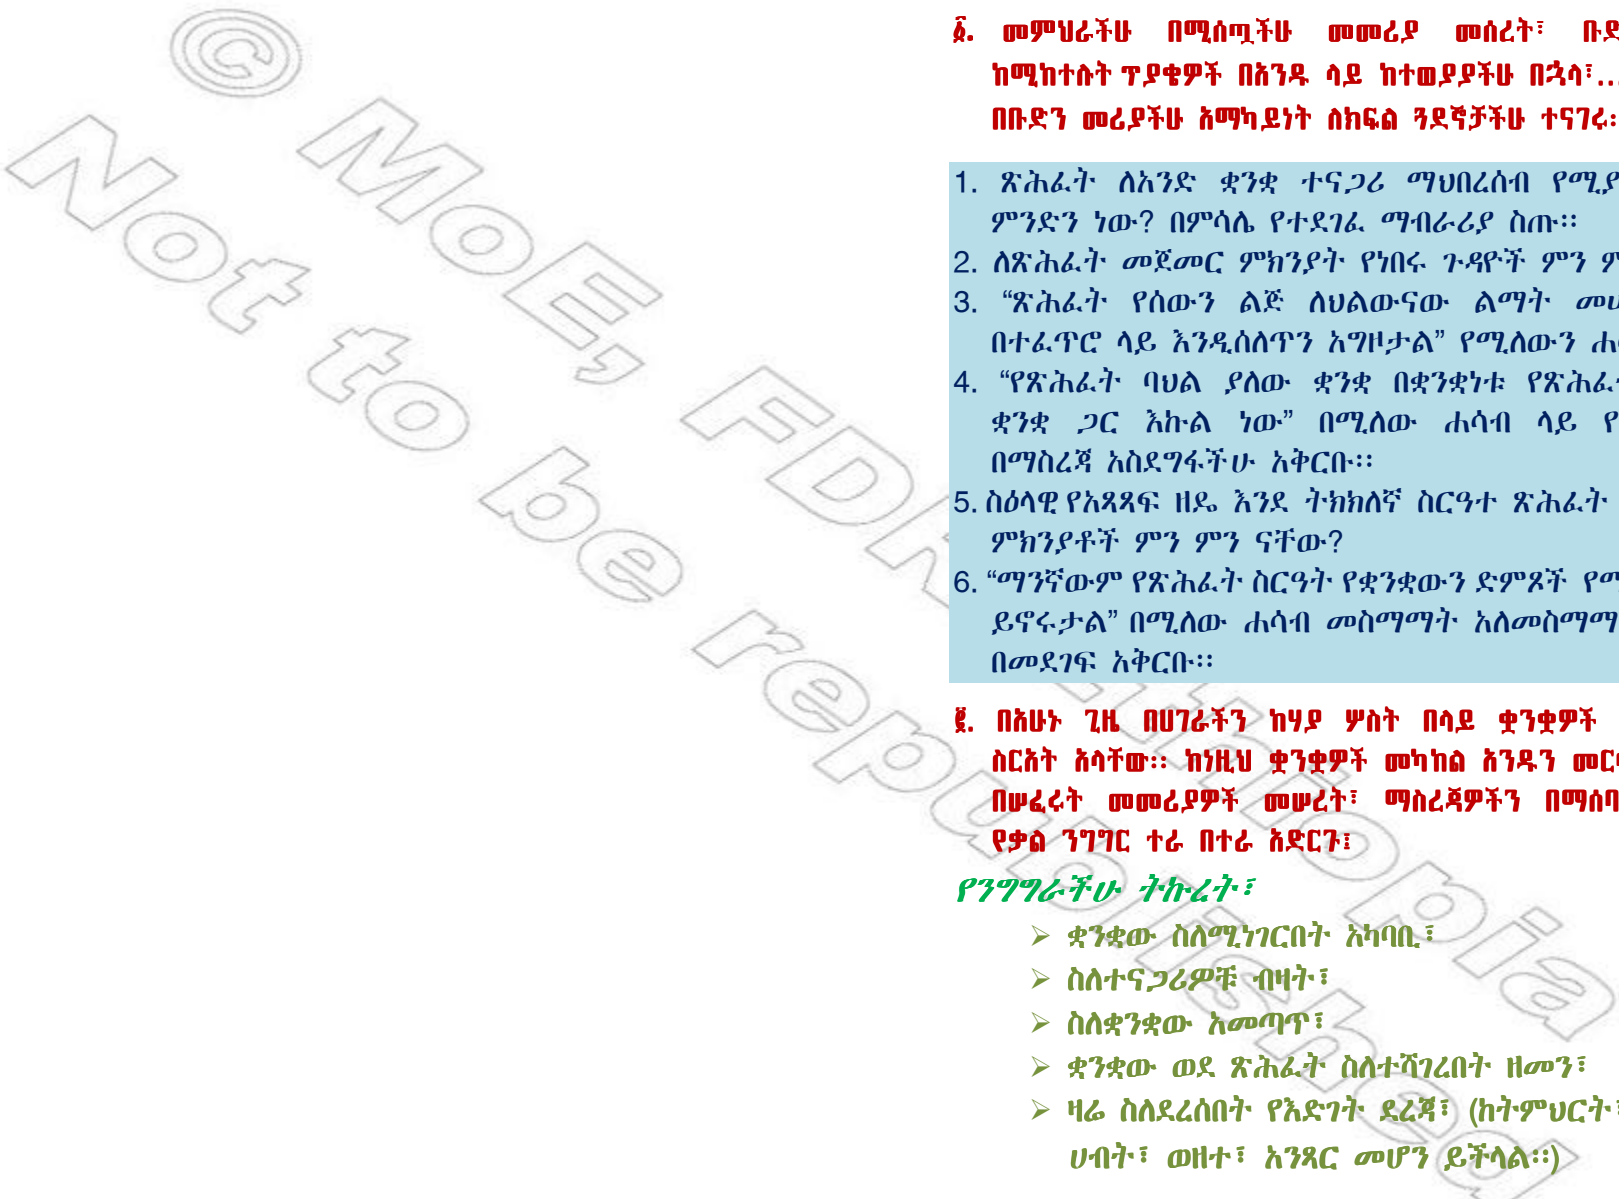 © MoE, FDR Ethiopia
Not to be republished
፩. መምህራችሁ በሚሰጧችሁ መመሪያ መሰረት፣
ከሚከተሉት ጥያቄዎች በአንዱ ላይ ከተወያያችሁ በኋላ፣...
በቡድን መሪያችሁ አማካይነት ለክፍል ጓደኞቻችሁ ተናገሩ።
1. ጽሕፈት ለአንድ ቋንቋ ተናጋሪ ማህበረሰብ
ምንድን ነው? በምሳሌ የተደገፈ ማብራሪያ ስጡ።
2. ለጽሕፈት መጀመር ምክንያት የነበሩ ጉዳዮች ምን
3. “ጽሕፈት የሰውን ልጅ ለህልውናው ልማት
በተፈጥሮ ላይ እንዲሰለጥን አግዞታል” የሚለውን
4. “የጽሕፈት ባህል ያለው ቋንቋ በቋንቋነቱ
ቋንቋ ጋር እኩል ነው” በሚለው ሐሳብ ላይ
በማስረጃ አስደግፋችሁ አቅርቡ።
5. ስዕላዊ የአጻጻፍ ዘዴ እንደ ትክክለኛ ስርዓተ ጽሕፈት
ምክንያቶች ምን ምን ናቸው?
6. “ማንኛውም የጽሕፈት ስርዓት የቋንቋውን ድምጾች
ይኖሩታል” በሚለው ሐሳብ መስማማት
በመደገፍ አቅርቡ።
፪. በአሁኑ ጊዜ በሀገራችን ከሃያ ሦስት በላይ ቋንቋዎች
ስርአት አላቸው። ከነዚህ ቋንቋዎች መካከል አንዱን
በሠፈሩት መመሪያዎች መሠረት፣ ማስረጃዎችን
የቃል ንግግር ተራ በተራ አድርጉ፤
የንግግራችሁ ትኩረት፣
➢ ቋንቋው ስለሚነገርበት አካባቢ፣
➢ ስለተናጋሪዎቹ ብዛት፣
➢ ስለቋንቋው አመጣጥ፣
➢ ቋንቋው ወደ ጽሕፈት ስለተሻገረበት ዘመን፣
➢ ዛሬ ስለደረሰበት የእድገት ደረጃ፣ (ከትምህርት፣
ሀብት፣ ወዘተ፣ አንጻር መሆን ይችላል።)